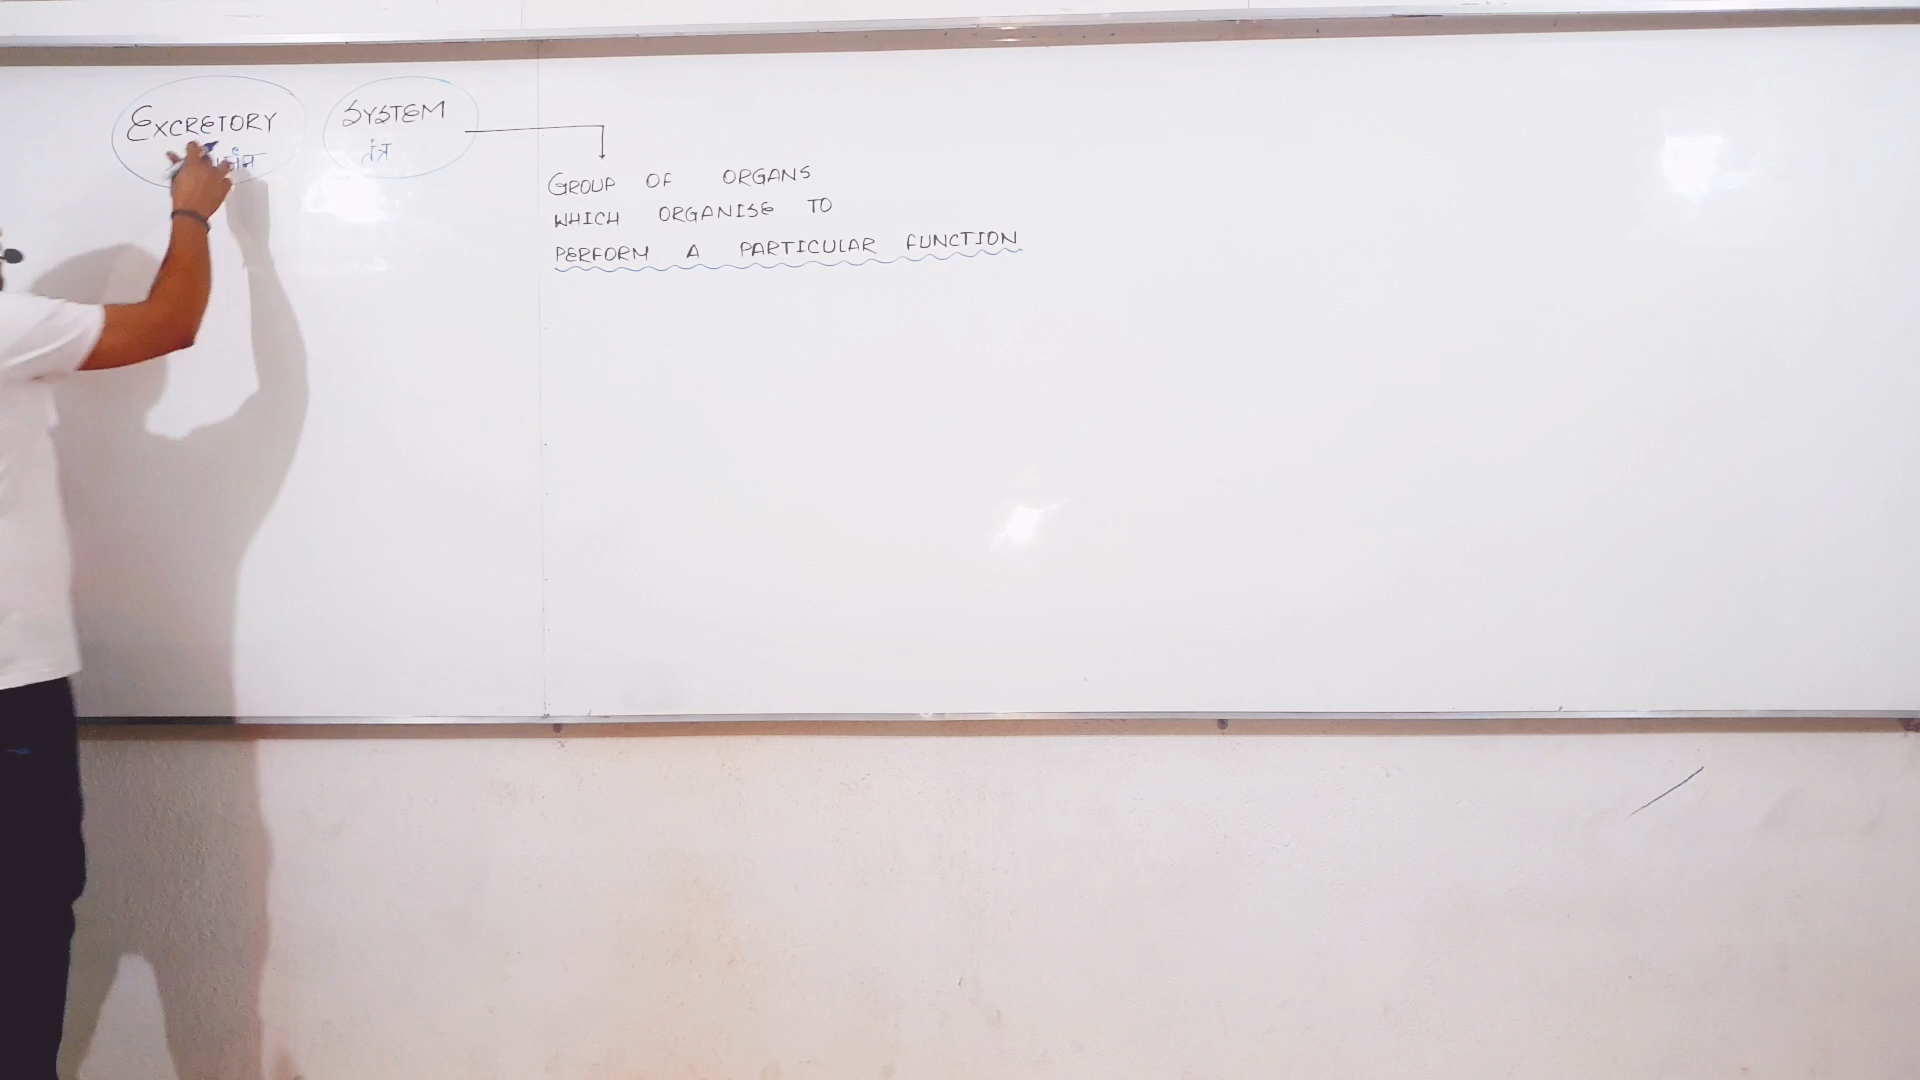 EXCRETORY SYSTEM
तंत्र
GROUP OF ORGANS
WHICH ORGANISE TO
PERFORM A PARTICULAR FUNCTION